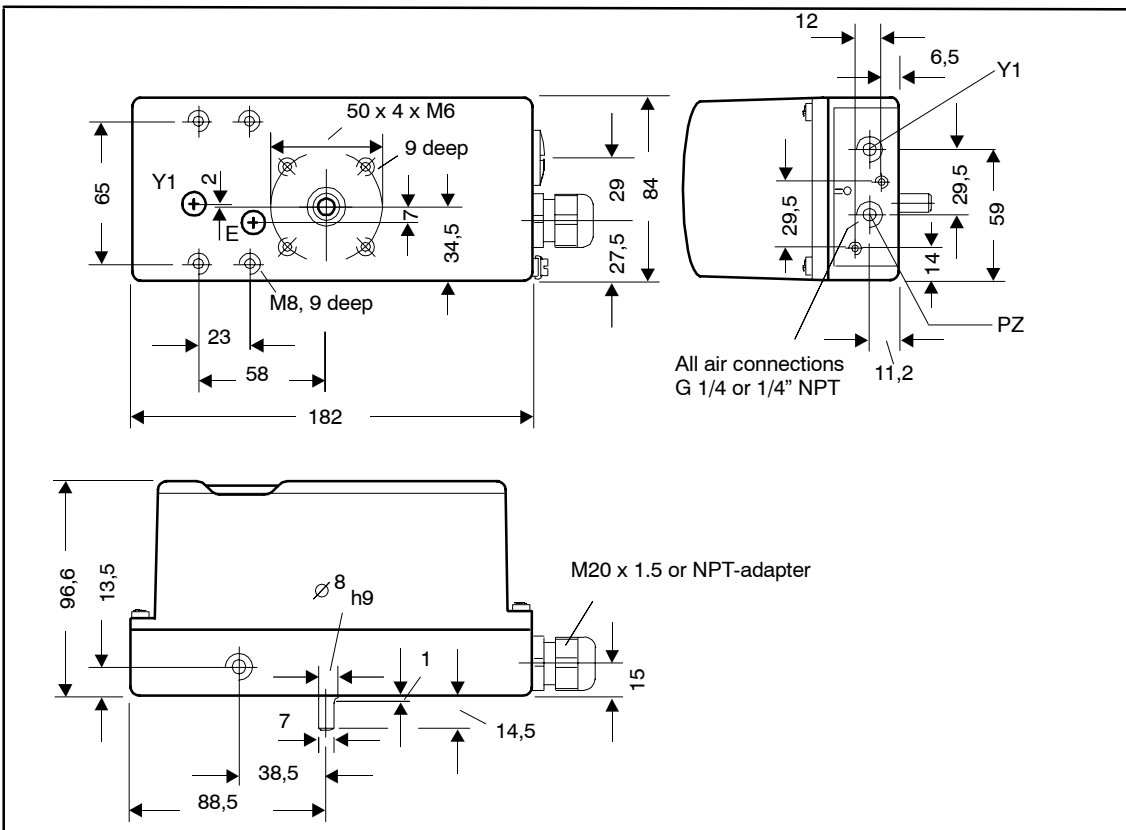 50 x 4 x M6
9 deep
65
Y1
2
E
7
34,5
29
84
27,5
M8, 9 deep
23
58
182
12
6,5
Y1
29,5
29,5
59
14
PZ
11,2
All air connections
G 1/4 or 1/4” NPT
96,6
13,5
8
h9
M20 x 1.5 or NPT-adapter
1
15
7
14,5
38,5
88,5